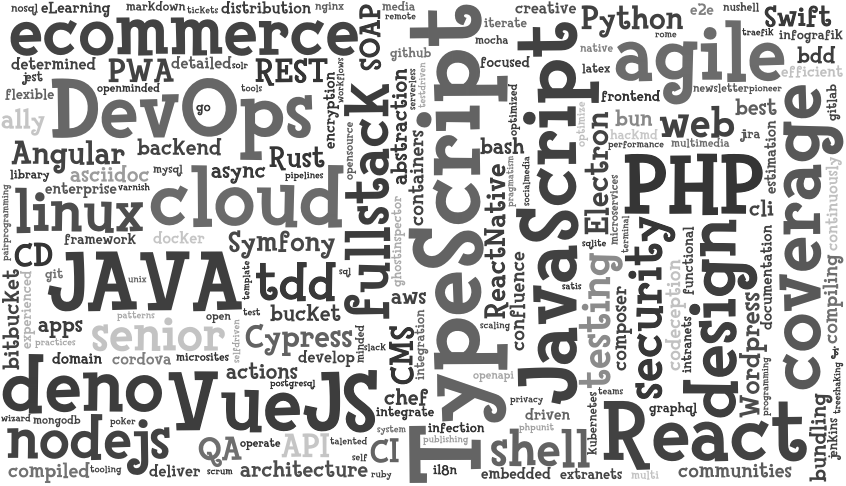 nosql
eLearning
markdown
tickets
distribution
nginx
ecommerce
SOAP
media
remote
github
creative
iterate
mocha
focused
Python
e2e
nushell
rome
Swift
traefik
infografik
native
agile
bdd
latex
efficient
determined
PWA
detailed
solr
REST
workflows
jest
flexible
openminded
tools
encryption
ally
DevOps
go
fullstack
abstraction
serverless
testdriven
TypeScript
optimized
JavaScript
frontend
newsletter
pioneer
optimize
bun
hackmd
web
best
gitlab
jira
performance
multimedia
Angular
backend
opensource
containers
bash
library
asciidoc
mysql
async
Rust
pipelines
pragmatism
socialmedia
Electron
microservices
PHP
estimation
coverage
continuously
enterprise
varnish
cloud
pairprogramming
linux
ghostinspector
ReactNative
cli
framework
docker
Symfony
terminal
CD
git
JAVA
unix
template
tdd
sql
sqlite
security
functional
design
documentation
compiling
bitbucket
experienced
patterns
open
test
bucket
aws
confluence
satis
testing
composer
codeception
intranets
Wordpress
apps
practices
senior
selfdriven
Cypress
minded
slack
CMS
integration
scaling
domain
cordova
microsites
develop
programming
treeshaking
deno
actions
postgresql
VueJS
chef
integrate
openapi
privacy
teams
graphql
driven
phpunit
kubernetes
React
bundling
jenkins
wizard
mongodb
poker
nodejs
QA
operate
API
talented
system
infection
publishing
CI
self
shell
compiled
tooling
deliver
scrum
architecture
ruby
i18n
embedded
extranets
multi
communities